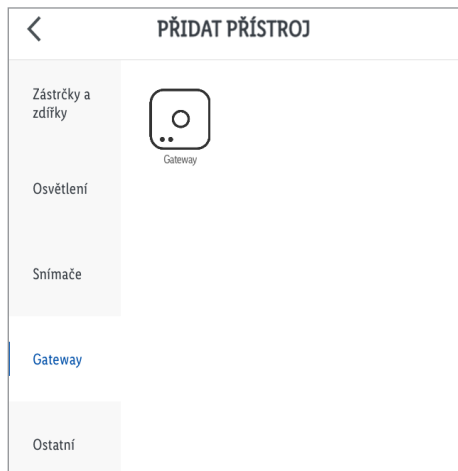 PŘIDAT PŘÍSTROJ
Zástrčky a
zdířky
Gateway
Osvětlení
Snímače
Gateway
Ostatní